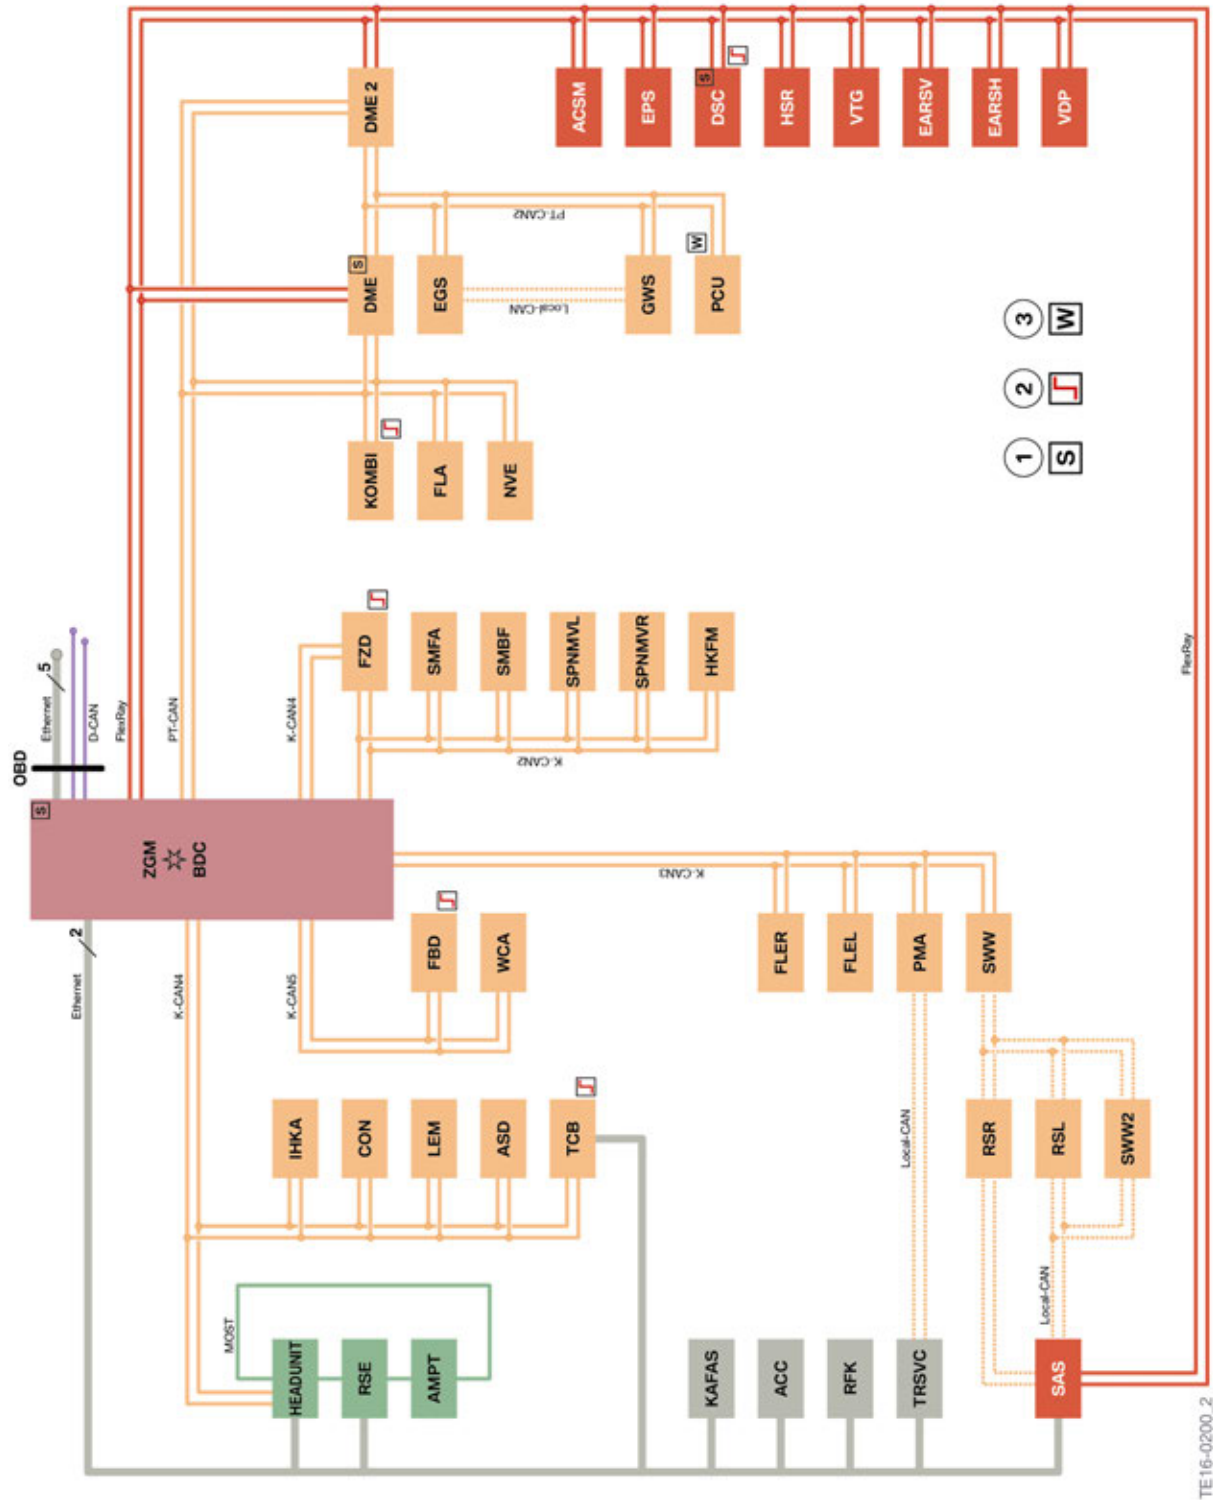 OBD
Ethernet
2
S
Ethernet
5
D-CAN
FlexRay
ZGM
BDC
K-CAN4
PT-CAN
MOST
K-CAN5
K-CAN4
HEADUNIT
IHKA
RSE
CON
FZD
KOMBI
DME
S
DME 2
AMPT
LEM
FBD
SMFA
FLA
EGS
ASD
WCA
SMBF
NVE
K-CAN2
Local-CAN
PT-CAN2
TCB
SPNMVL
ACSM
SPNMVR
GWS
EPS
K-CAN3
KAFAS
HKFM
PCU
W
DSC
S
ACC
FLER
HSR
RFK
FLEL
VTG
Local-CAN
TRSVC
PMA
EARSV
RSR
SWW
EARSH
Local-CAN
SAS
RSL
VDP
SWW2
1
2
3
S
W
FlexRay
TE16-0200_2